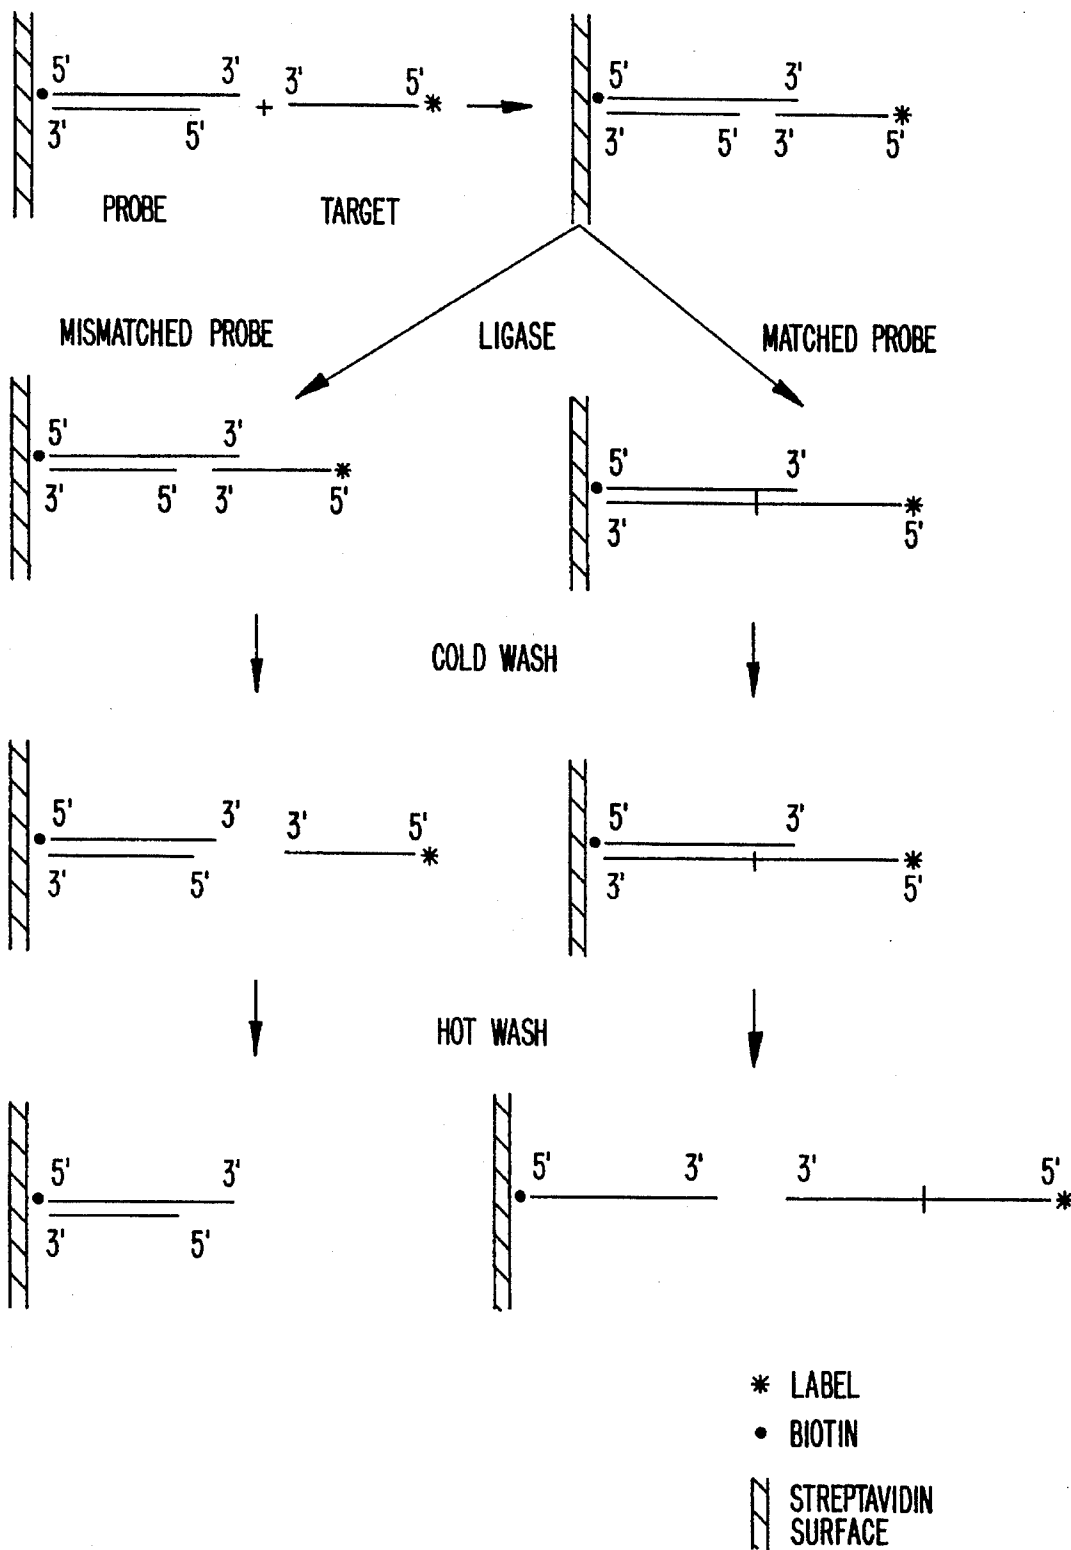 5' 3' 3' 5' 5' 3'
+
3' 5' 3' 5' 3' 5'
PROBE TARGET
MISMATCHED PROBE LIGASE MATCHED PROBE
5' 3' 5' 3'
3' 5' 3' 5' 3' 5'
COLD WASH
5' 3' 3' 5' 5' 3'
3' 5' 3' 5'
HOT WASH
5' 3' 5' 3' 3' 5'
3' 5'
* LABEL
• BIOTIN
STREPTAVIDIN
SURFACE